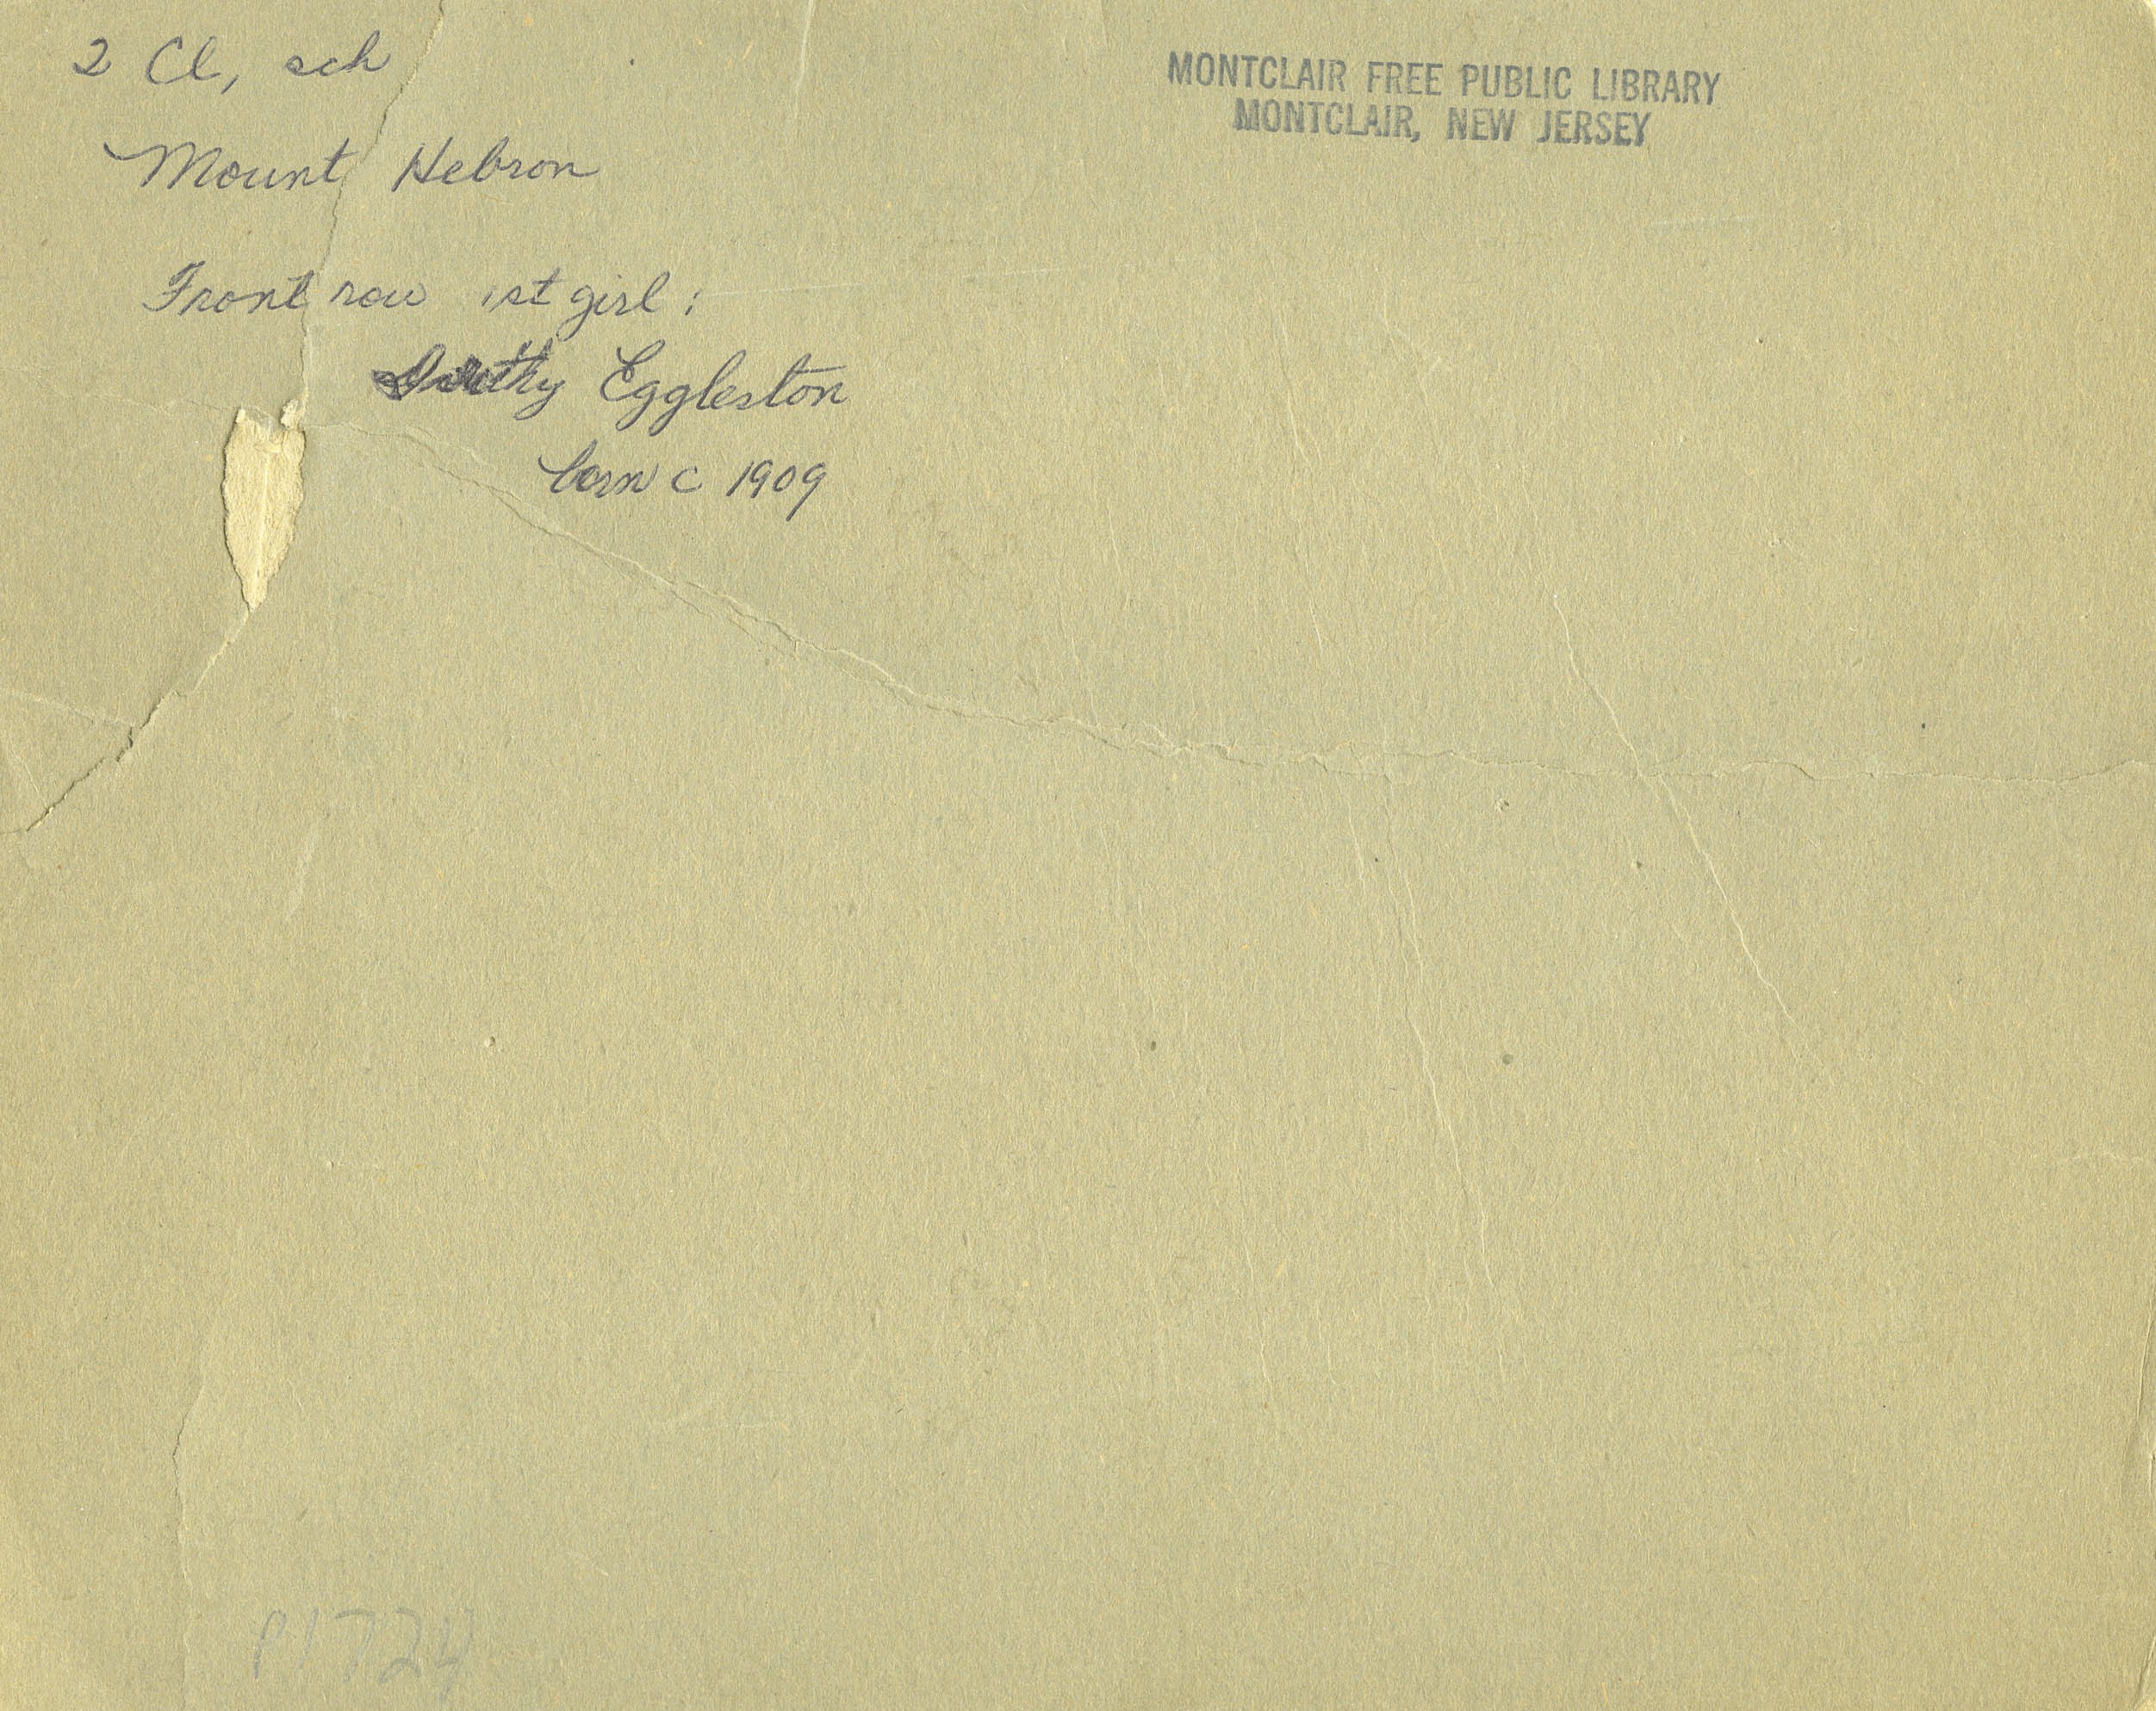 2 Cl, sch
MONTCLAIR FREE PUBLIC LIBRARY
MONTCLAIR, NEW JERSEY
Mount Hebron
Front row 1st girl:
Dorothy Eggleston
born c 1909
P1724